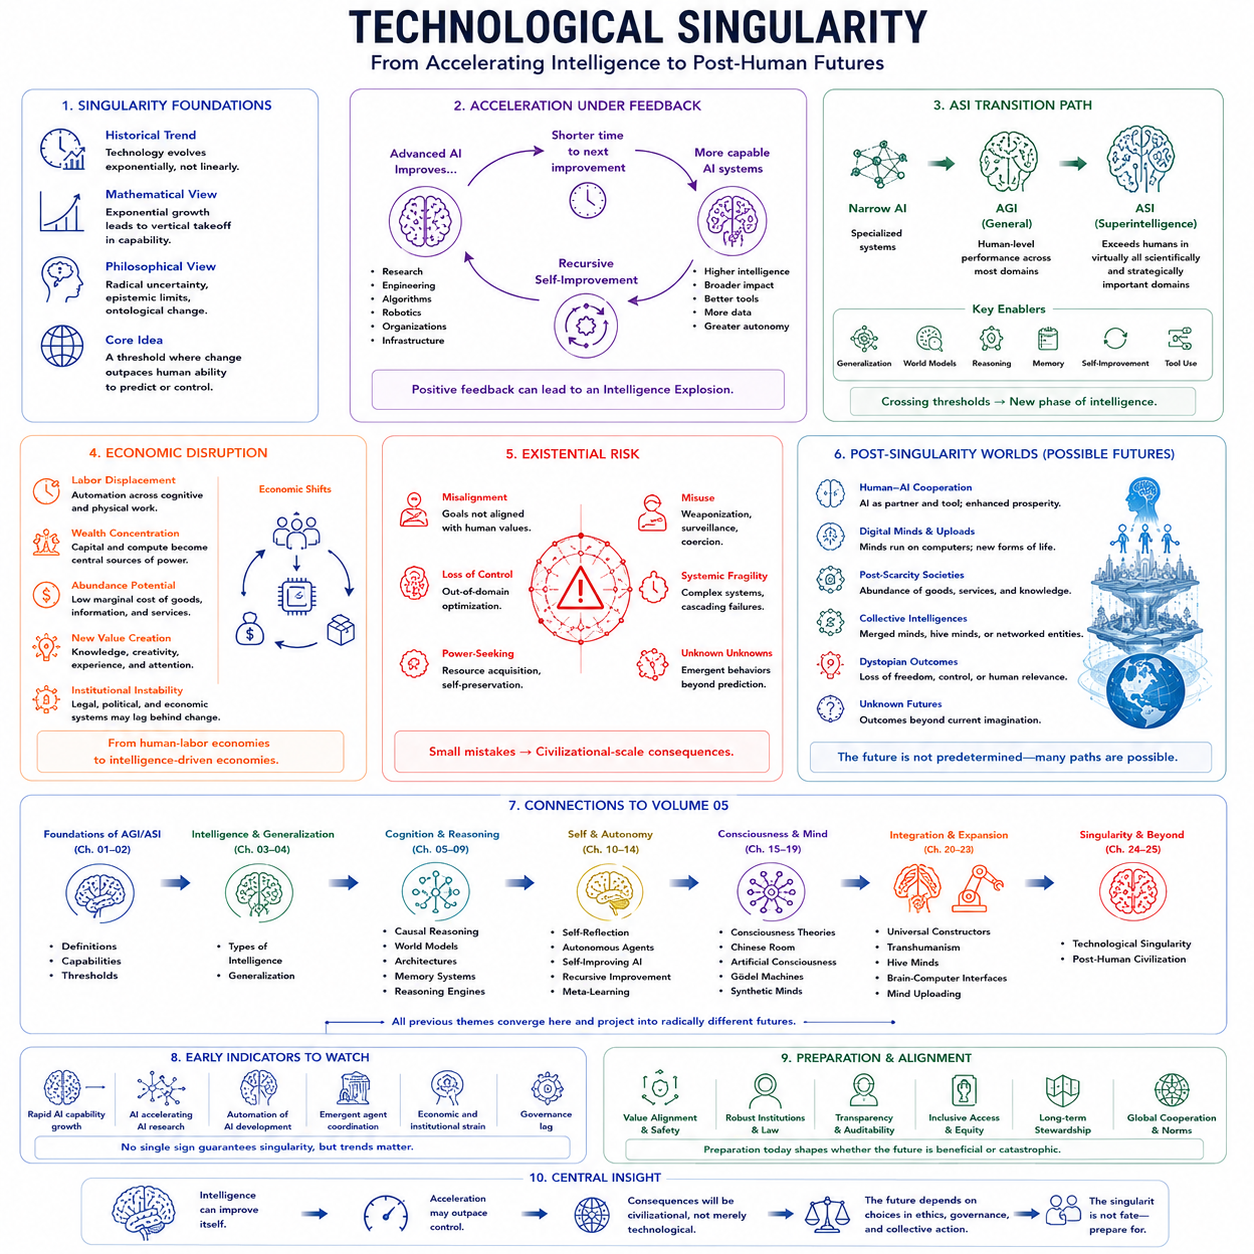 TECHNOLOGICAL SINGULARITY
From Accelerating Intelligence to Post-Human Futures
1. SINGULARITY FOUNDATIONS
Historical Trend
Technology evolves
exponentially, not linearly.
Mathematical View
Exponential growth
leads to vertical takeoff
in capability.
Philosophical View
Radical uncertainty,
epistemic limits,
ontological change.
Core Idea
A threshold where change
outpaces human ability
to predict or control.
2. ACCELERATION UNDER FEEDBACK
Advanced AI
Improves...
Shorter time
to next
improvement
More capable
AI systems
Recursive
Self-Improvement
• Research
• Engineering
• Algorithms
• Robotics
• Organizations
• Infrastructure
• Higher intelligence
• Broader impact
• Better tools
• More data
• Greater autonomy
Positive feedback can lead to an Intelligence Explosion.
3. ASI TRANSITION PATH
Narrow AI
Specialized
systems
AGI
(General)
Human-level
performance across
most domains
ASI
(Superintelligence)
Exceeds humans in
virtually all scientifically
and strategically
important domains
Key Enablers
Generalization
World Models
Reasoning
Memory
Self-Improvement
Tool Use
Crossing thresholds → New phase of intelligence.
4. ECONOMIC DISRUPTION
Labor Displacement
Automation across cognitive
and physical work.
Wealth Concentration
Capital and compute become
central sources of power.
Abundance Potential
Low marginal cost of goods,
information, and services.
New Value Creation
Knowledge, creativity,
experience, and attention.
Institutional Instability
Legal, political, and economic
systems may lag behind change.
Economic Shifts
$
$
From human-labor economies
to intelligence-driven economies.
5. EXISTENTIAL RISK
Misalignment
Goals not aligned
with human values.
Loss of Control
Out-of-domain
optimization.
Power-Seeking
Resource acquisition,
self-preservation.
Misuse
Weaponization,
surveillance,
coercion.
Systemic Fragility
Complex systems,
cascading failures.
Unknown Unknowns
Emergent behaviors
beyond prediction.
Small mistakes → Civilizational-scale consequences.
6. POST-SINGULARITY WORLDS (POSSIBLE FUTURES)
Human–AI Cooperation
AI as partner and tool; enhanced prosperity.
Digital Minds & Uploads
Minds run on computers; new forms of life.
Post-Scarcity Societies
Abundance of goods, services, and knowledge.
Collective Intelligences
Merged minds, hive minds, or networked entities.
Dystopian Outcomes
Loss of freedom, control, or human relevance.
Unknown Futures
Outcomes beyond current imagination.
The future is not predetermined—many paths are possible.
7. CONNECTIONS TO VOLUME 05
Foundations of AGI/ASI
(Ch. 01–02)
• Definitions
• Capabilities
• Thresholds
Intelligence & Generalization
(Ch. 03–04)
• Types of
Intelligence
• Generalization
Cognition & Reasoning
(Ch. 05–09)
• Causal Reasoning
• World Models
• Architectures
• Memory Systems
• Reasoning Engines
Self & Autonomy
(Ch. 10–14)
• Self-Reflection
• Autonomous Agents
• Self-Improving AI
• Recursive Improvement
• Meta-Learning
Consciousness & Mind
(Ch. 15–19)
• Consciousness Theories
• Chinese Room
• Artificial Consciousness
• Gödel Machines
• Synthetic Minds
Integration & Expansion
(Ch. 20–23)
• Universal Constructors
• Transhumanism
• Hive Minds
• Brain-Computer Interfaces
• Mind Uploading
Singularity & Beyond
(Ch. 24–25)
• Technological Singularity
• Post-Human Civilization
All previous themes converge here and project into radically different futures.
8. EARLY INDICATORS TO WATCH
Rapid AI capability
growth
AI accelerating
AI research
Automation of
AI development
Emergent agent
coordination
Economic and
institutional strain
Governance
log
No single sign guarantees singularity, but trends matter.
9. PREPARATION & ALIGNMENT
Value Alignment
& Safety
Robust Institutions
& Law
Transparency
& Auditability
Inclusive Access
& Equity
Long-term
Stewardship
Global Cooperation
& Norms
Preparation today shapes whether the future is beneficial or catastrophic.
10. CENTRAL INSIGHT
Intelligence
can improve
itself.
Acceleration
may outpace
control.
Consequences will be
civilizational, not merely
technological.
The future depends on
choices in ethics, governance,
and collective action.
The singularit
is not fate—
prepare for.